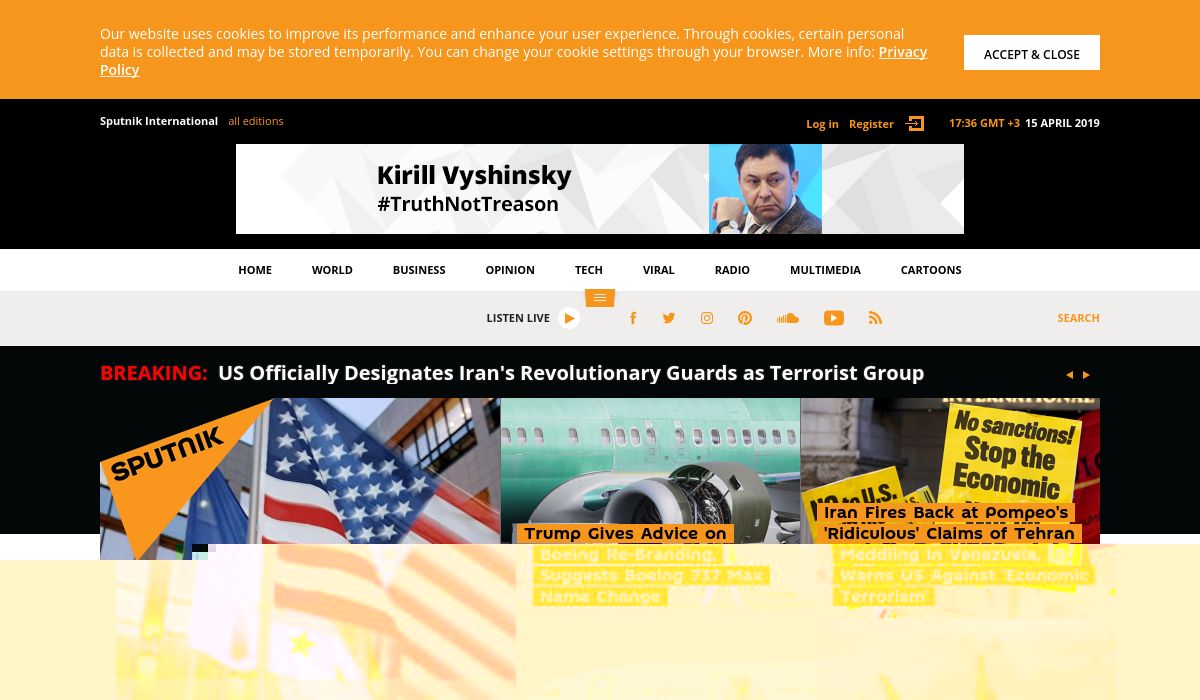 Our website uses cookies to improve its performance and enhance your user experience. Through cookies, certain personal
data is collected and may be stored temporarily. You can change your cookie settings through your browser. More info: Privacy
Policy
ACCEPT & CLOSE
Sputnik International all editions
Log in Register
17:36 GMT +3 15 APRIL 2019
Kirill Vyshinsky
#TruthNotTreason
HOME WORLD BUSINESS OPINION TECH VIRAL RADIO MULTIMEDIA CARTOONS
LISTEN LIVE
SEARCH
BREAKING: US Officially Designates Iran's Revolutionary Guards as Terrorist Group
SPUTNIK
INTERNATIONAL
No sanctions!
Stop the
Economic
U.S.
Trump Gives Advice on
Boeing Re-Branding,
Suggests Boeing 737 Max
Name Change
Iran Fires Back at Pompeo's
'Ridiculous' Claims of Tehran
Meddling in Venezuela,
Warns US Against 'Economic
Terrorism'